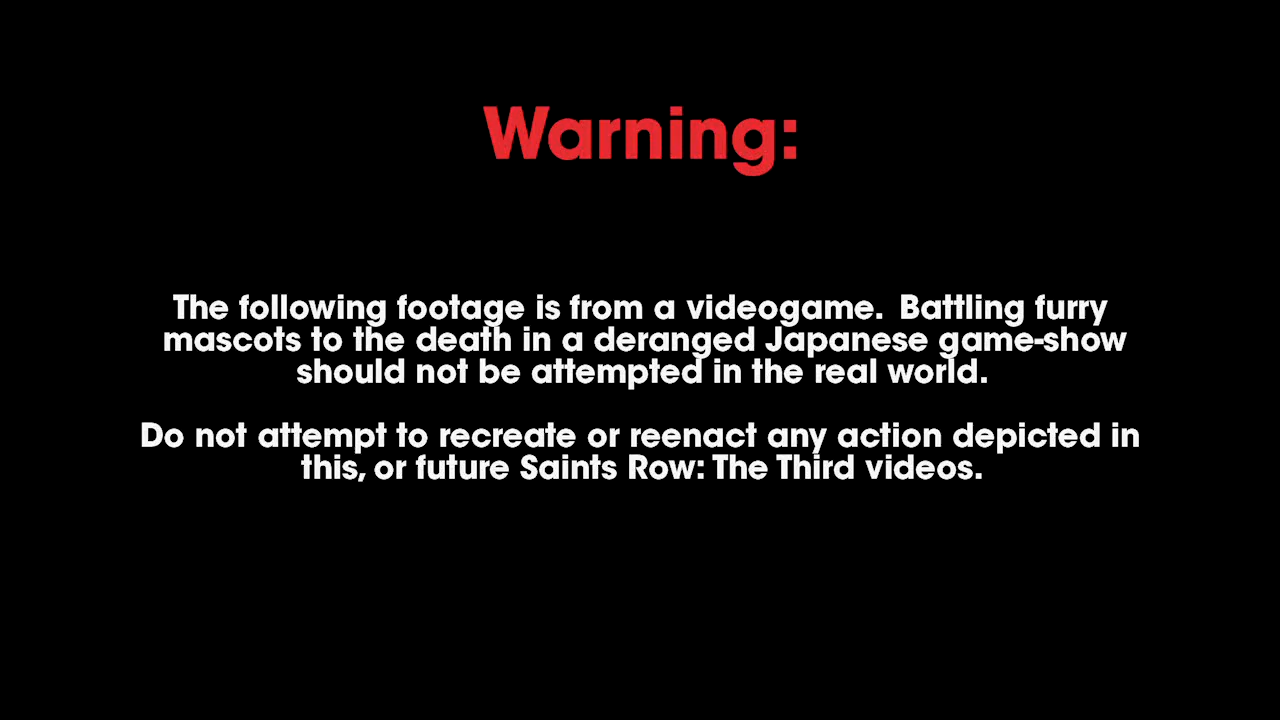 Warning:
The following footage is from a videogame.  Battling furry
mascots to the death in a deranged Japanese game-show
should not be attempted in the real world.
Do not attempt to recreate or reenact any action depicted in
this, or future Saints Row: The Third videos.